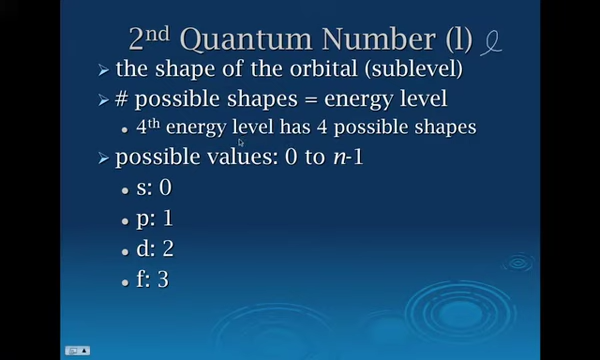 2nd Quantum Number (l) l
the shape of the orbital (sublevel)
# possible shapes = energy level
4th energy level has 4 possible shapes
possible values: 0 to n-1
s: 0
p: 1
d: 2
f: 3